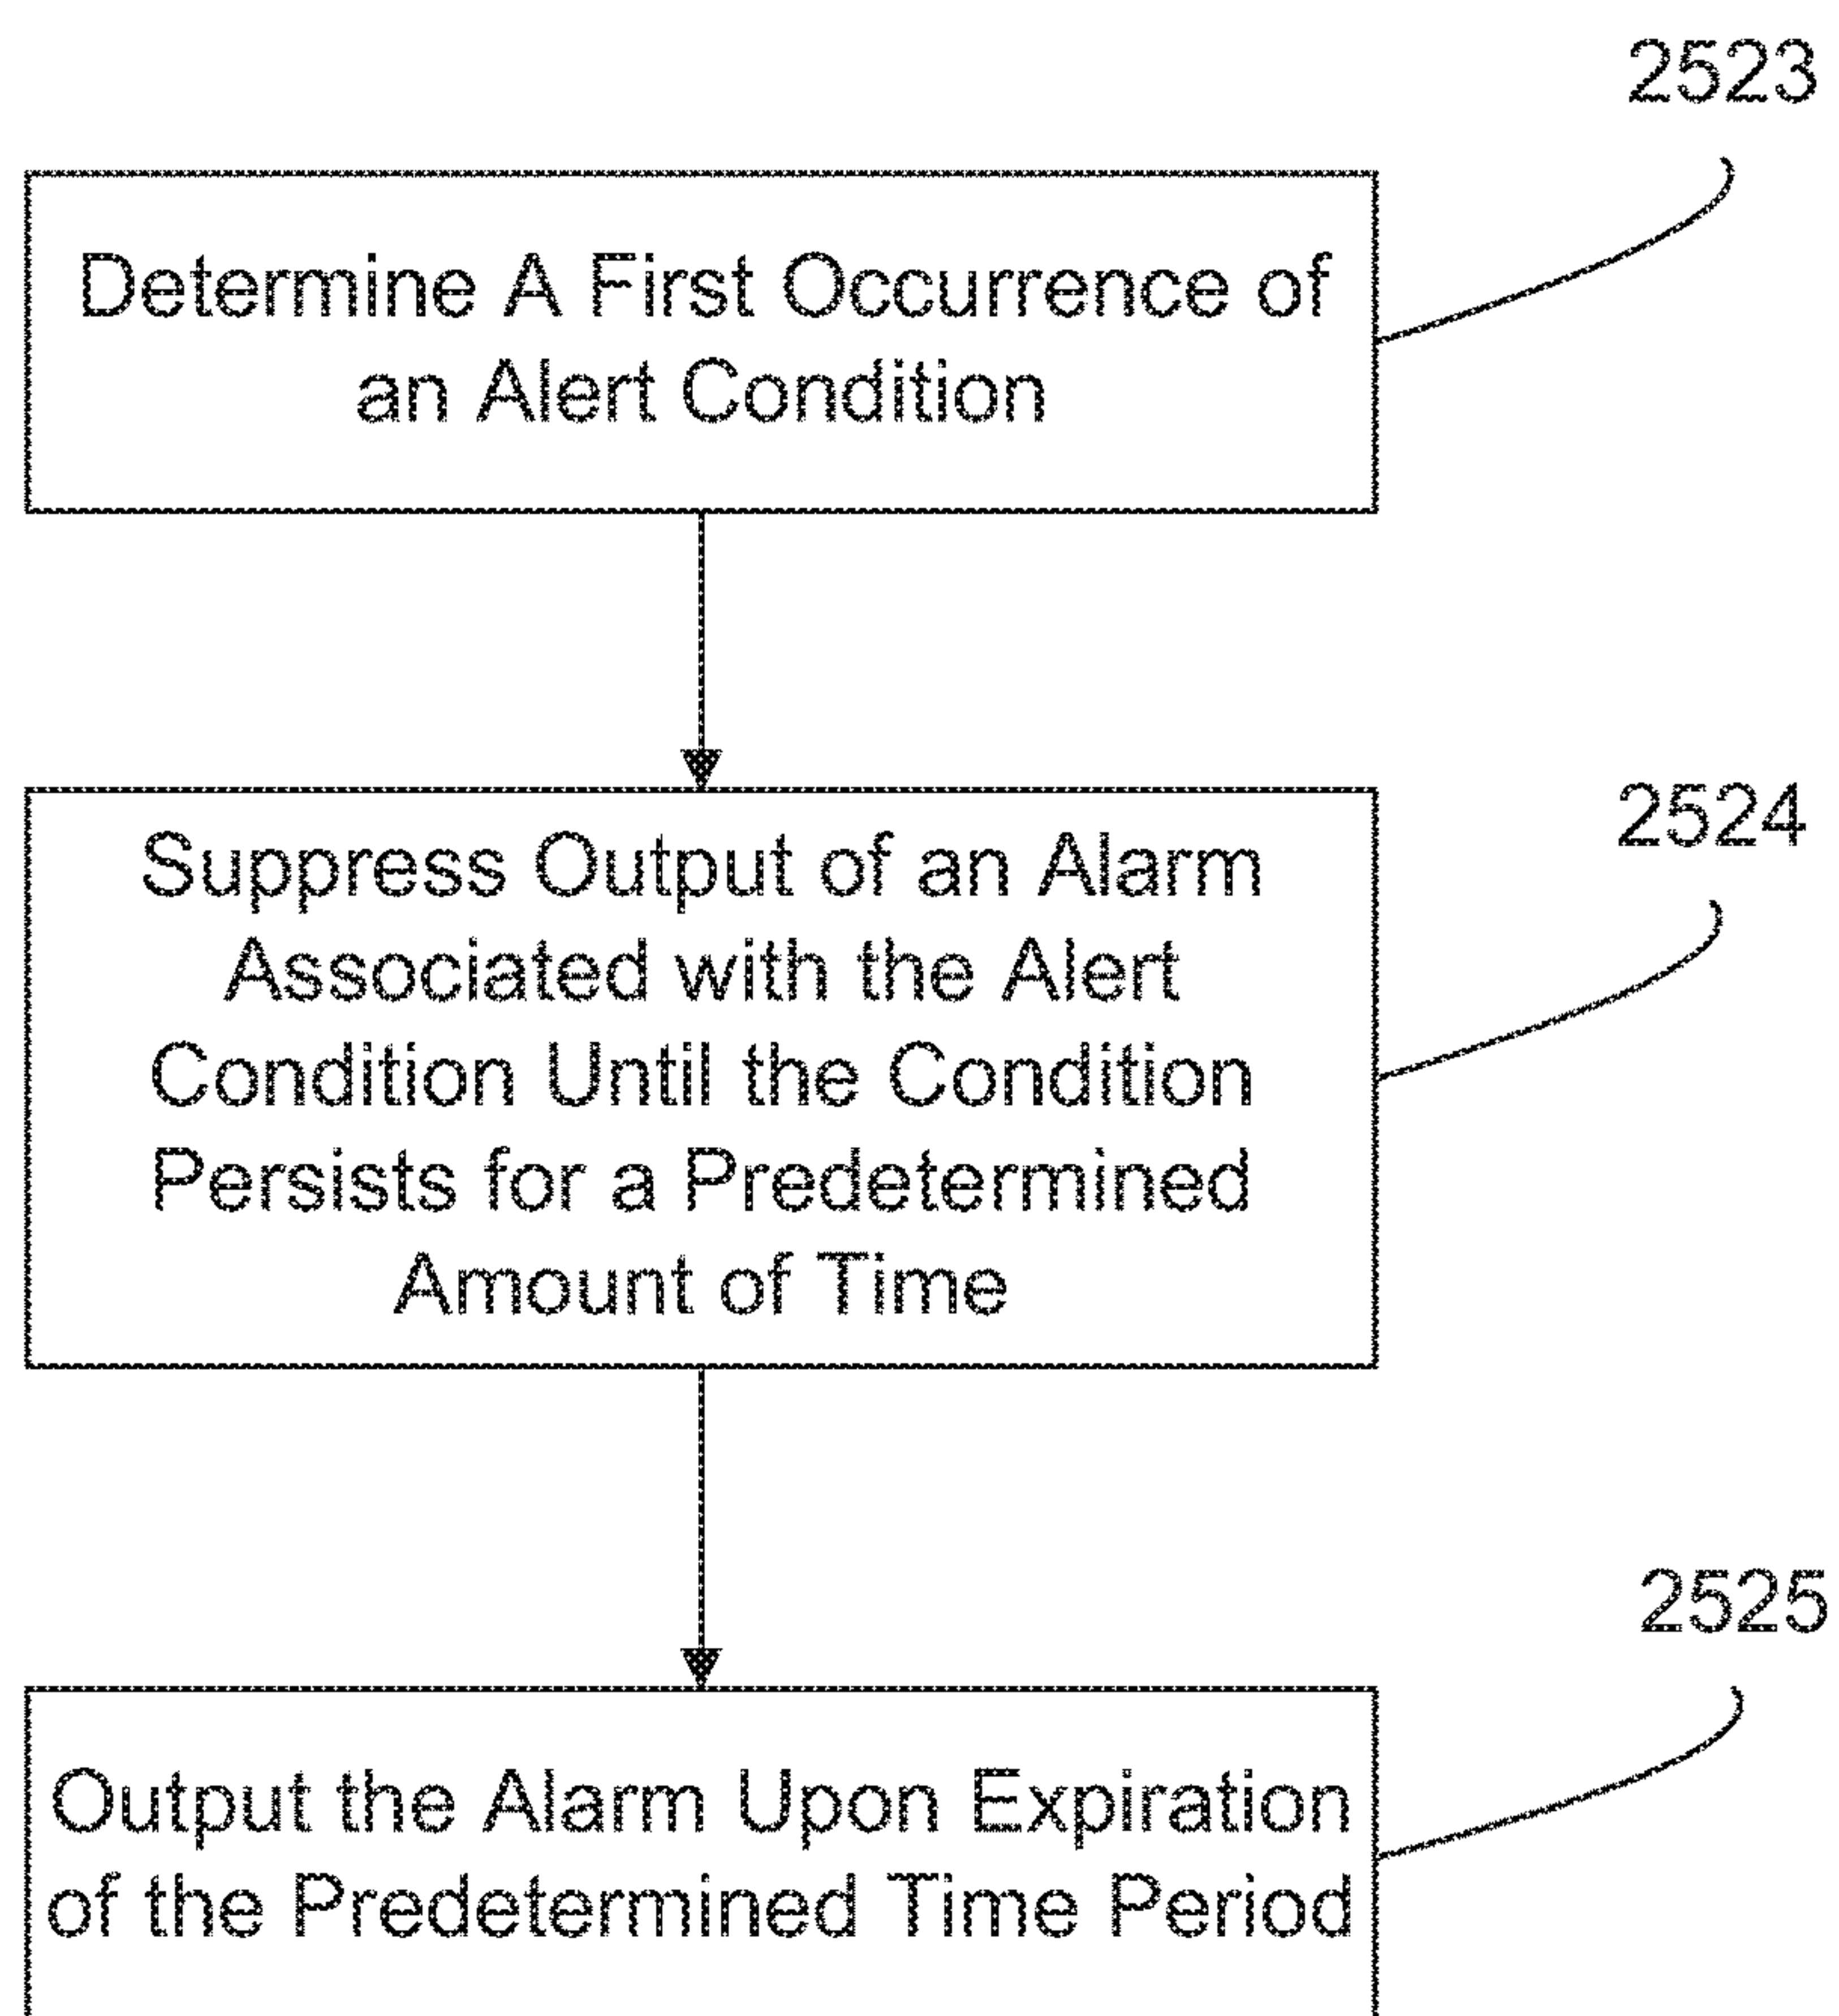 2523
Determine A First Occurrence of
an Alert Condition
2524
Suppress Output of an Alarm
Associated with the Alert
Condition Until the Condition
Persists for a Predetermined
Amount of Time
2525
Output the Alarm Upon Expiration
of the Predetermined Time Period